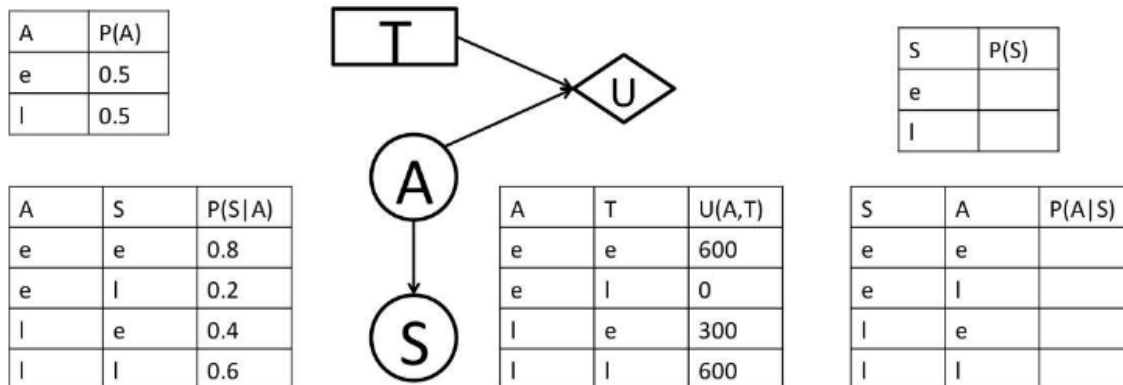 A P(A)
e 0.5
l 0.5
T
U
A
S
S P(S)
e
l
A S P(S|A)
e e 0.8
e l 0.2
l e 0.4
l l 0.6
A T U(A,T)
e e 600
e l 0
l e 300
l l 600
S A P(A|S)
e e
e l
l e
l l